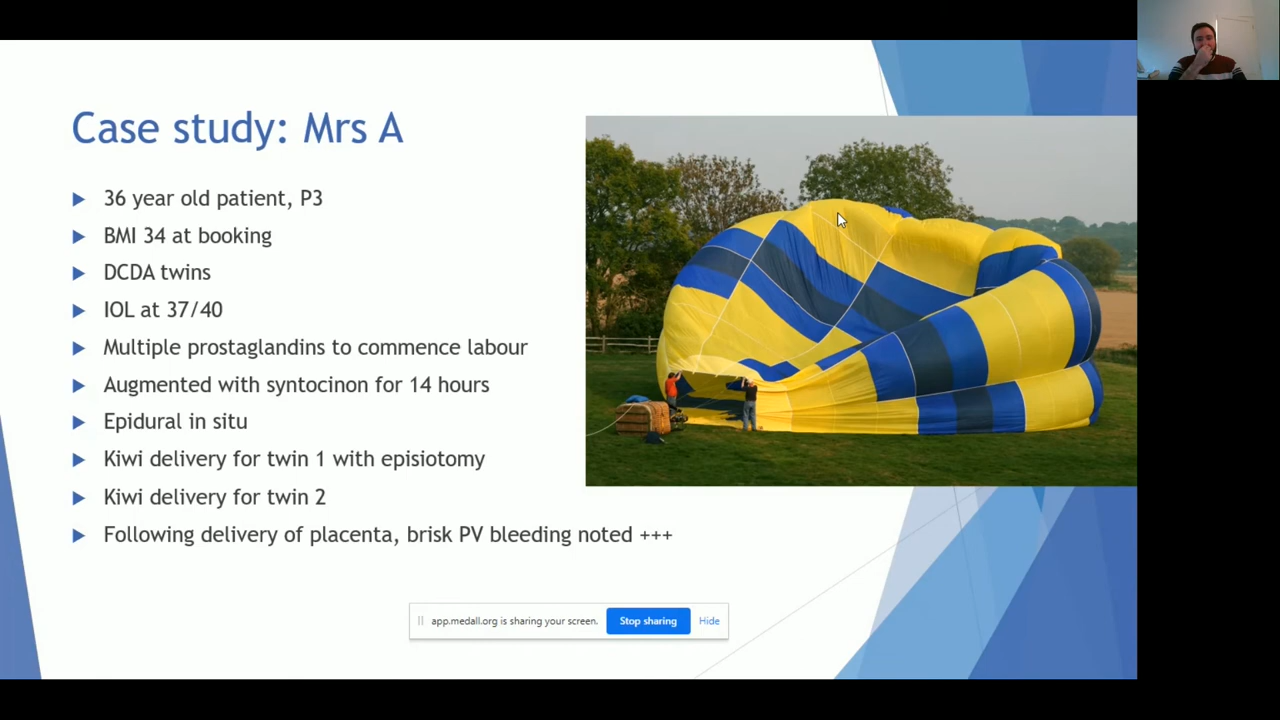 Case study: Mrs A
36 year old patient, P3
BMI 34 at booking
DCDA twins
IOL at 37/40
Multiple prostaglandins to commence labour
Augmented with syntocinon for 14 hours
Epidural in situ
Kiwi delivery for twin 1 with episiotomy
Kiwi delivery for twin 2
Following delivery of placenta, brisk PV bleeding noted +++
app.medall.org is sharing your screen. Stop sharing Hide